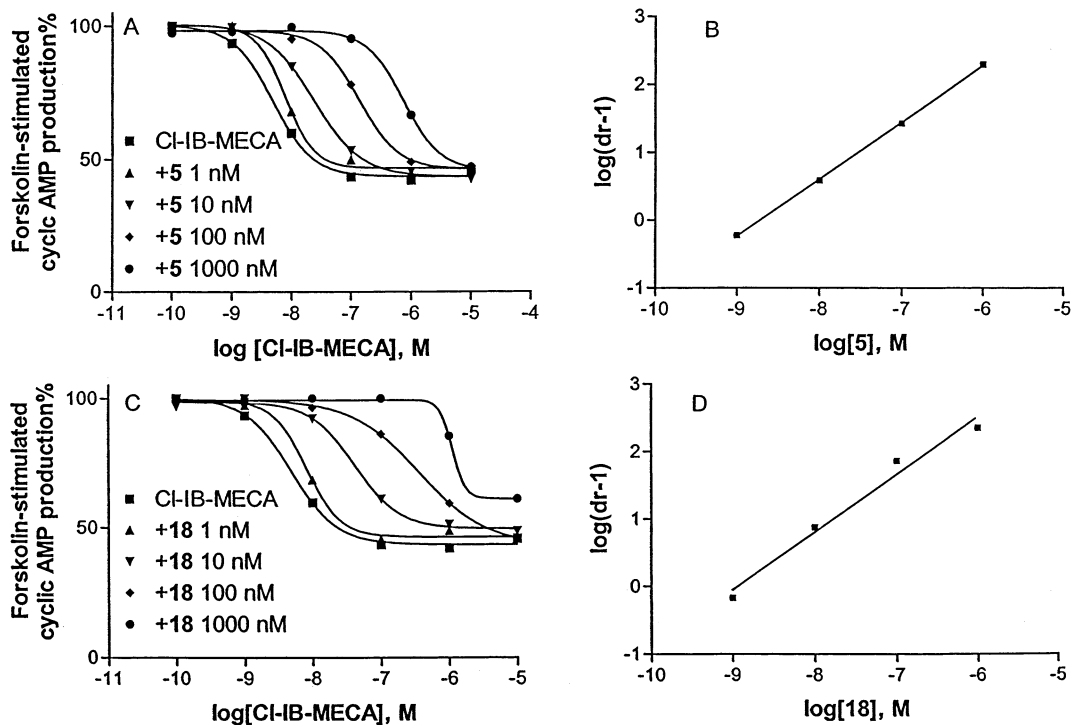 A
Forskolin-stimulated
cyclc AMP production%
100
50
0
Cl-IB-MECA
+5 1 nM
+5 10 nM
+5 100 nM
+5 1000 nM
-11 -10 -9 -8 -7 -6 -5 -4
log [Cl-IB-MECA], M
B
log(dr-1)
3
2
1
0
-1
-10 -9 -8 -7 -6 -5
log[5], M
C
Forskolin-stimulated
cyclic AMP production%
100
50
0
Cl-IB-MECA
+18 1 nM
+18 10 nM
+18 100 nM
+18 1000 nM
-11 -10 -9 -8 -7 -6 -5
log[Cl-IB-MECA], M
D
log(dr-1)
3
2
1
0
-1
-10 -9 -8 -7 -6 -5
log[18], M